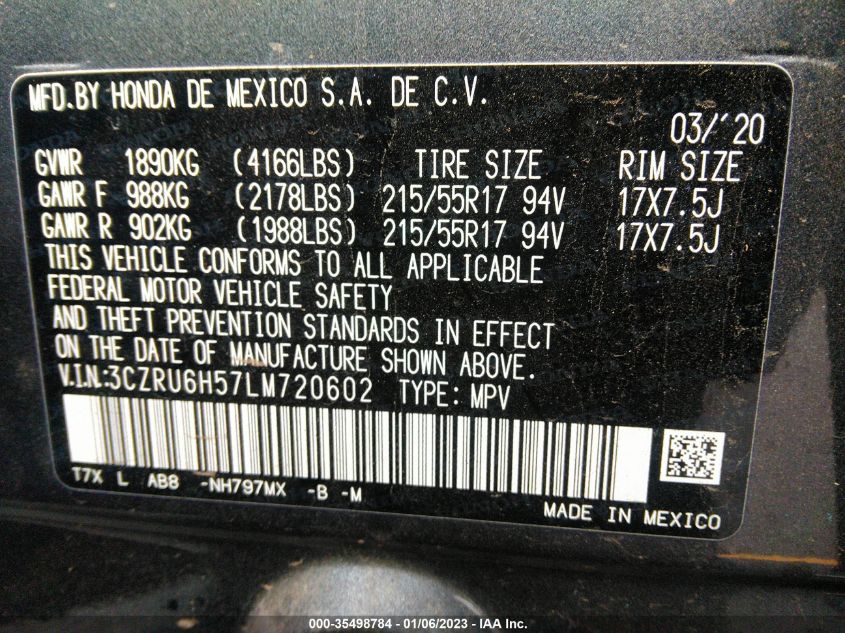 MFD.BY HONDA DE MEXICO S.A. DE C.V.
03/'20
GVWR 1890KG (4166LBS) TIRE SIZE RIM SIZE
GAWR F 988KG (2178LBS) 215/55R17 94V 17X7.5J
GAWR R 902KG (1988LBS) 215/55R17 94V 17X7.5J
THIS VEHICLE CONFORMS TO ALL APPLICABLE
FEDERAL MOTOR VEHICLE SAFETY
AND THEFT PREVENTION STANDARDS IN EFFECT
ON THE DATE OF MANUFACTURE SHOWN ABOVE.
V.I.N:3CZRU6H57LM720602 TYPE: MPV
T7X L AB8 -NH797MX -B -M
MADE IN MEXICO
000-35498784 — 01/06/2023 — IAA Inc.